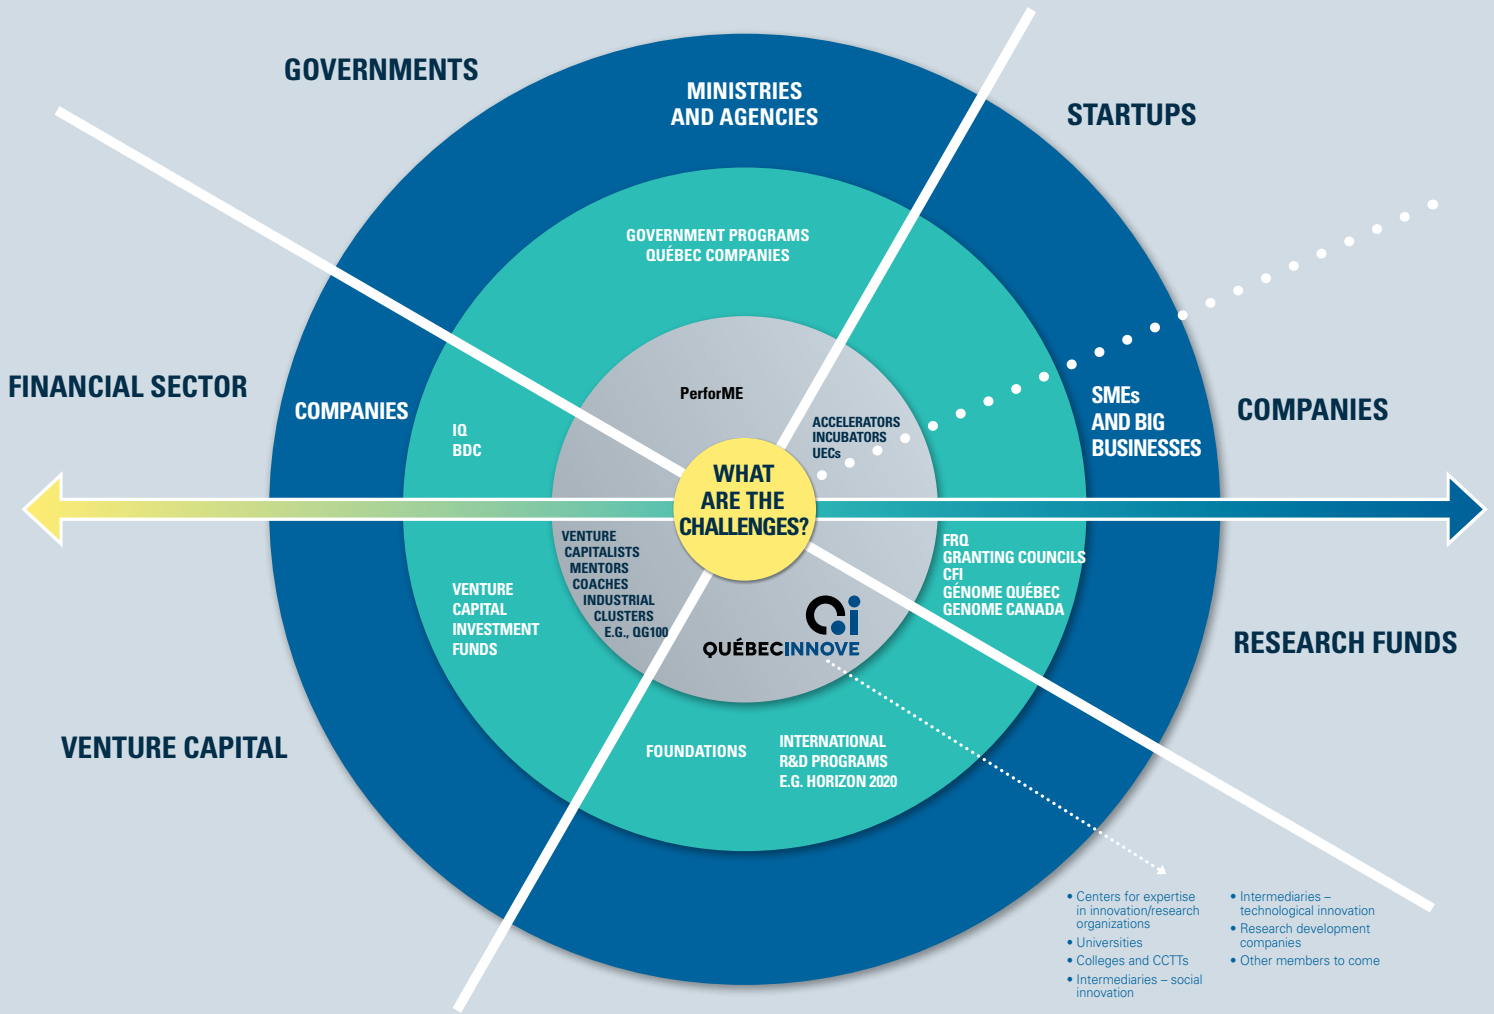 GOVERNMENTS
MINISTRIES
AND AGENCIES
STARTUPS
GOVERNMENT PROGRAMS
QUÉBEC COMPANIES
FINANCIAL SECTOR
COMPANIES
IQ
BDC
PerforME
ACCELERATORS
INCUBATORS
UECs
SMEs
AND BIG
BUSINESSES
COMPANIES
WHAT
ARE THE
CHALLENGES?
VENTURE
CAPITALISTS
MENTORS
COACHES
INDUSTRIAL
CLUSTERS
E.G., QG100
FRQ
GRANTING COUNCILS
CFI
GÉNOME QUÉBEC
GENOME CANADA
VENTURE
CAPITAL
INVESTMENT
FUNDS
Qi
QUÉBECINNOVE
RESEARCH FUNDS
VENTURE CAPITAL
FOUNDATIONS
INTERNATIONAL
R&D PROGRAMS
E.G. HORIZON 2020
• Centers for expertise
in innovation/research
organizations
• Universities
• Colleges and CCTTs
• Intermediaries – social
innovation
• Intermediaries –
technological innovation
• Research development
companies
• Other members to come